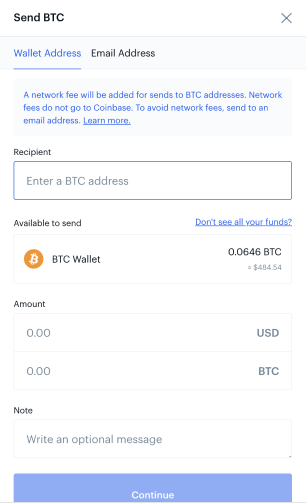 Send BTC
Wallet Address Email Address
A network fee will be added for sends to BTC addresses. Network
fees do not go to Coinbase. To avoid network fees, send to an
email address. Learn more.
Recipient
Enter a BTC address
Available to send Don't see all your funds?
BTC Wallet 0.0646 BTC
≈ $484.54
Amount
0.00 USD
0.00 BTC
Note
Write an optional message
Continue